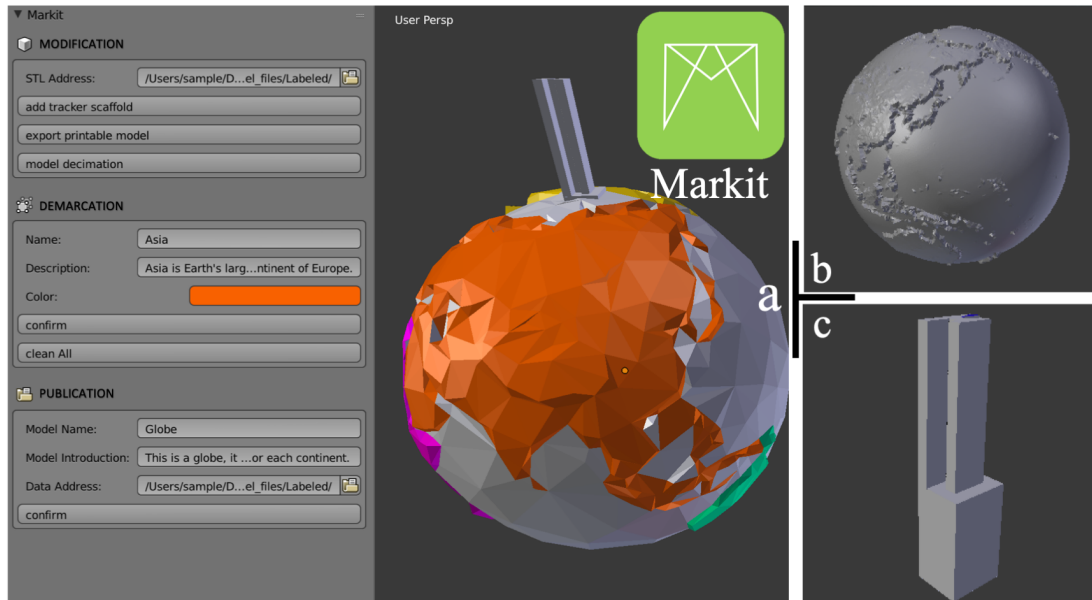 Markit
MODIFICATION
STL Address: /Users/sample/D...el_files/Labeled/
add tracker scaffold
export printable model
model decimation
DEMARCATION
Name: Asia
Description: Asia is Earth's larg...ntinent of Europe.
Color:
confirm
clean All
PUBLICATION
Model Name: Globe
Model Introduction: This is a globe, it ...or each continent.
Data Address: /Users/sample/D...el_files/Labeled/
confirm
User Persp
Markit
a
b
c